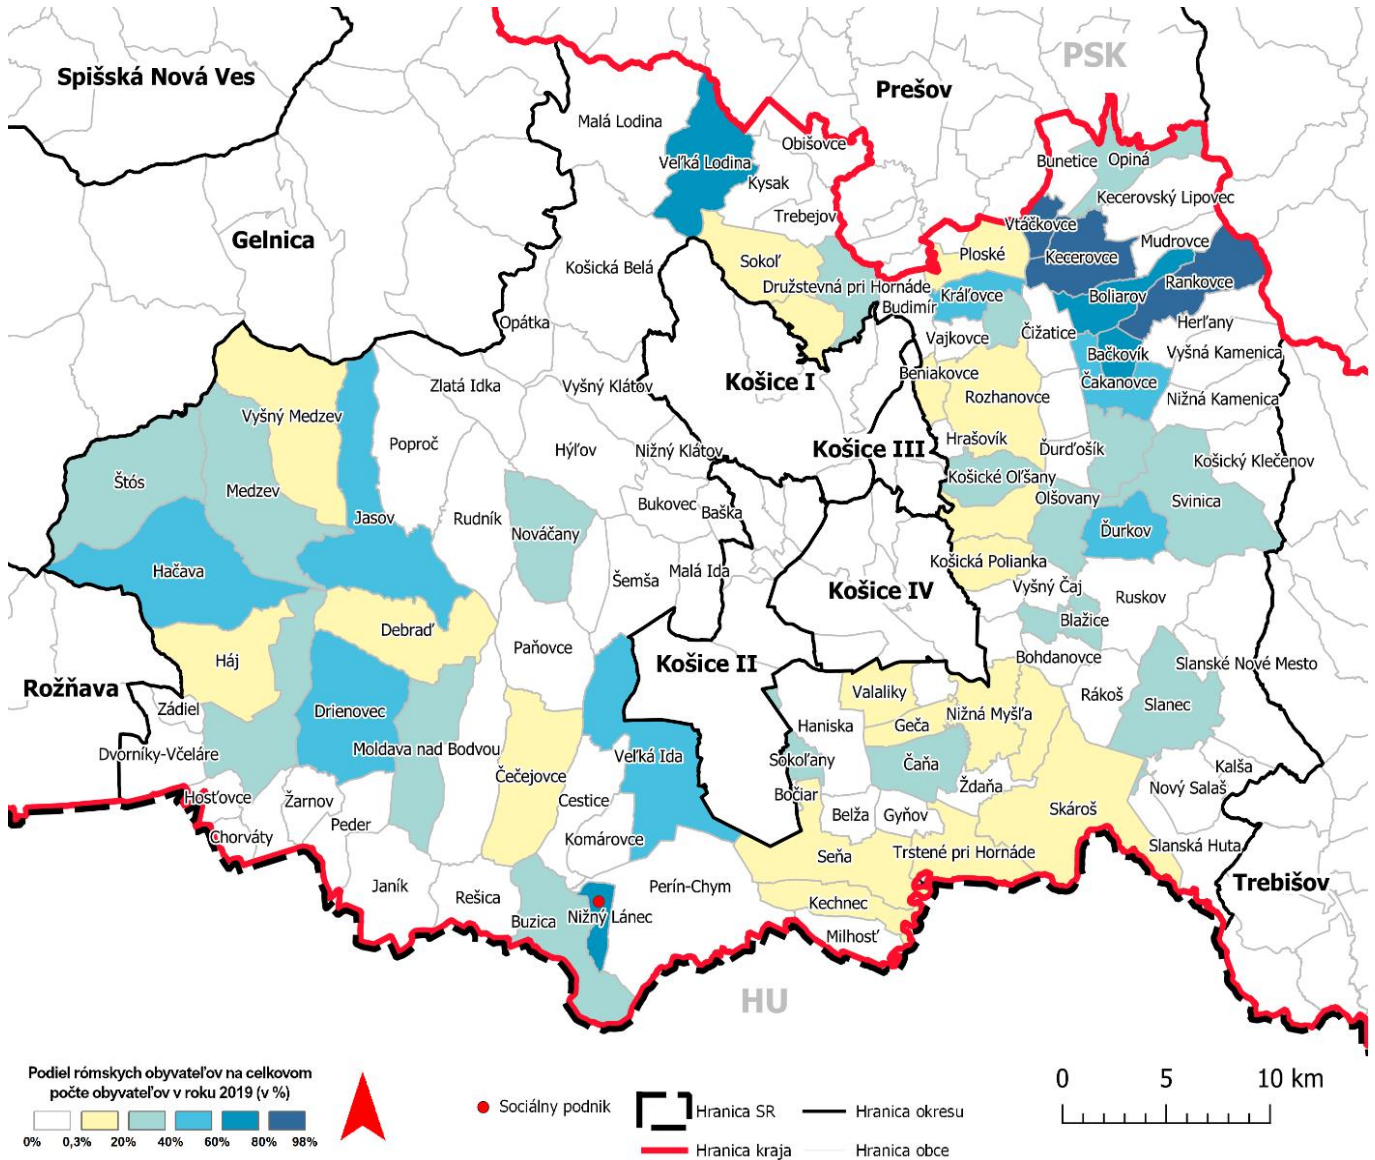 PSK
Spišská Nová Ves
Prešov
Malá Lodina
Obišovce
Veľká Lodina
Kysak
Bunetice
Opiná
Kecerovský Lipovec
Trebejov
Vtáčkovce
Mudrovce
Gelnica
Sokoľ
Ploské
Kecerovce
Košická Belá
Družstevná pri Hornáde
Rankovce
Kráľovce
Boliarov
Budimír
Opátka
Vajkovce
Čižatice
Herľany
Bačkovík
Vyšná Kamenica
Zlatá Idka
Vyšný Klátov
Košice I
Beniakovce
Čakanovce
Rozhanovce
Nižná Kamenica
Vyšný Medzev
Poproč
Hýľov
Nižný Klátov
Košice III
Hrašovík
Ďurďošík
Košický Klečenov
Štós
Medzev
Košické Oľšany
Olšovany
Svinica
Bukovec
Baška
Jasov
Rudník
Nováčany
Ďurkov
Hačava
Šemša
Malá Ida
Košická Polianka
Košice IV
Vyšný Čaj
Ruskov
Blažice
Debraď
Háj
Paňovce
Košice II
Bohdanovce
Slanské Nové Mesto
Rožňava
Zádiel
Drienovec
Valaliky
Rákoš
Slanec
Haniska
Geča
Nižná Myšľa
Dvorníky-Včeláre
Moldava nad Bodvou
Veľká Ida
Sokoľany
Čaňa
Čečejovce
Kalša
Hosťovce
Žarnov
Cestice
Bočiar
Ždaňa
Nový Salaš
Peder
Belža
Gyňov
Skároš
Chorváty
Komárovce
Seňa
Trstené pri Hornáde
Slanská Huta
Janík
Rešica
Perín-Chym
Trebišov
Buzica
Nižný Lánec
Kechnec
Milhosť
HU
Podiel rómskych obyvateľov na celkovom
počte obyvateľov v roku 2019 (v %)
0% 0,3% 20% 40% 60% 80% 98%
Sociálny podnik
Hranica SR
Hranica okresu
Hranica kraja
Hranica obce
0 5 10 km